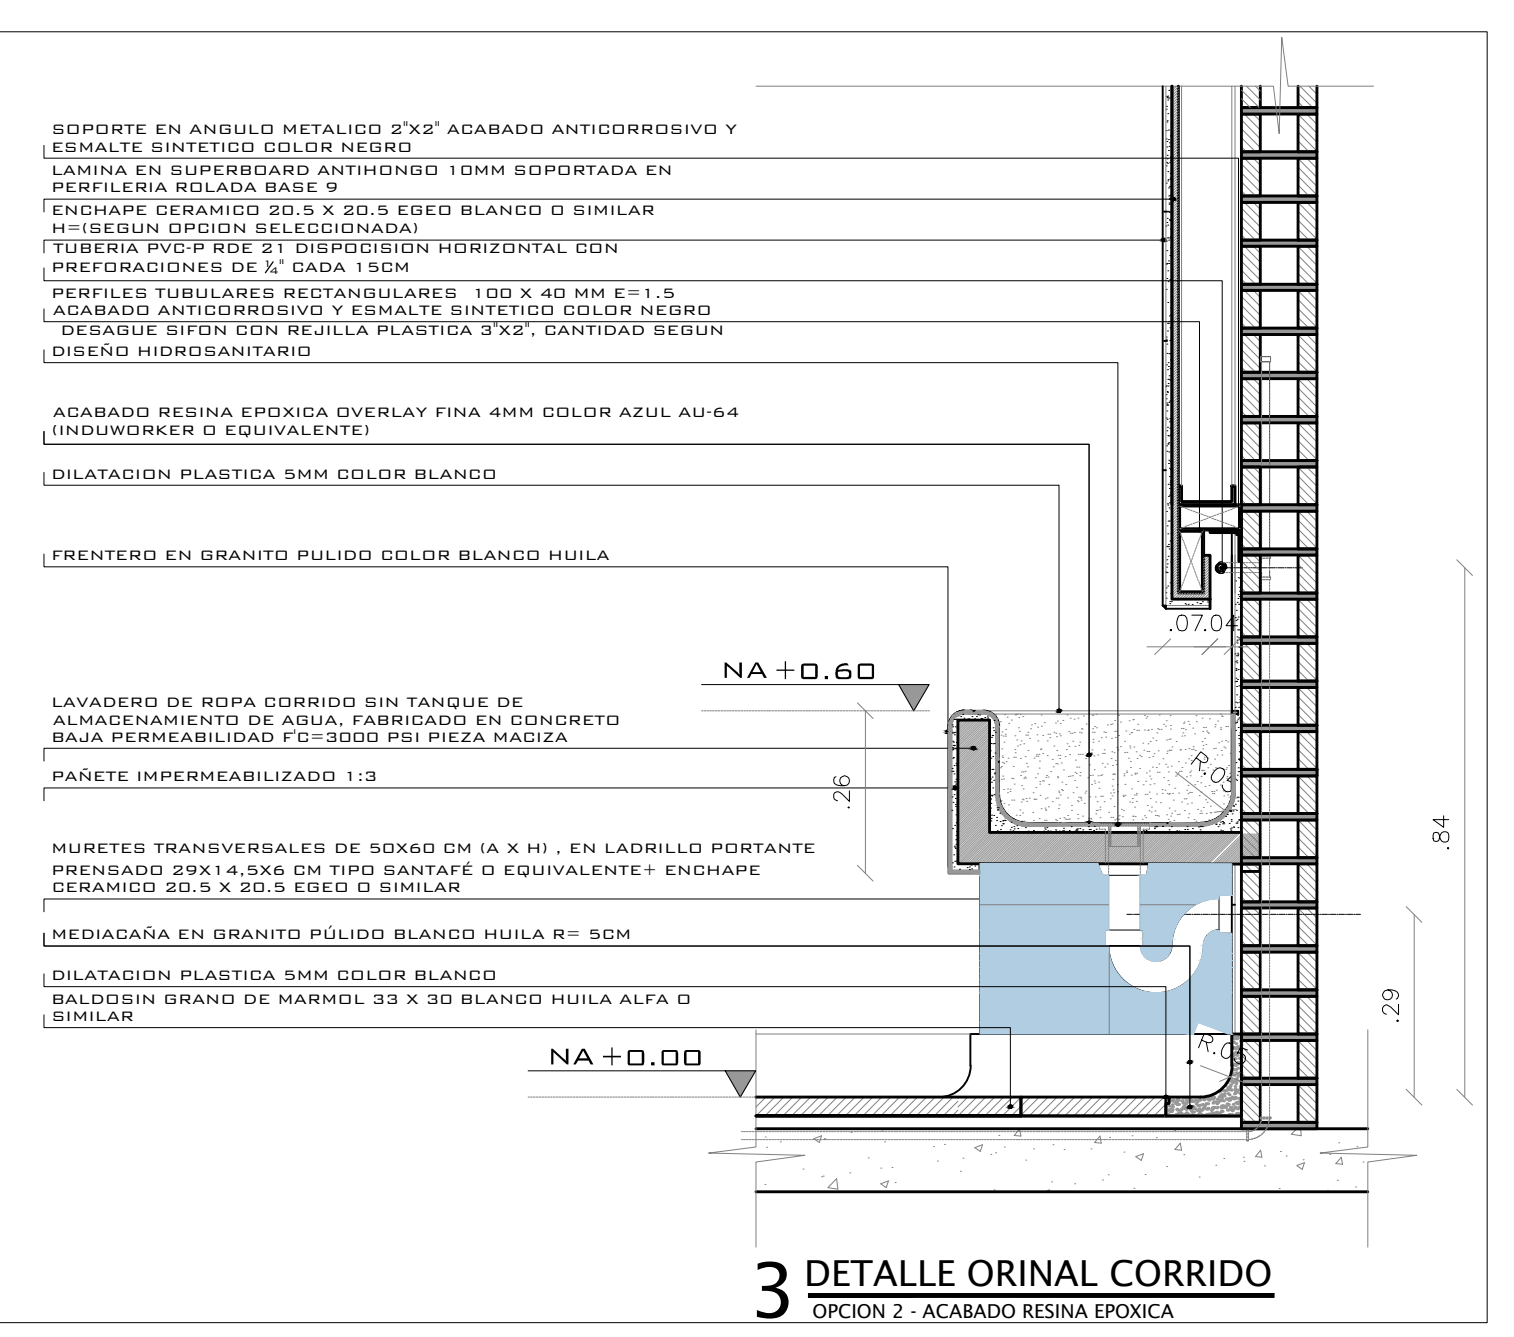 SOPORTE EN ANGULO METALICO 2"X2" ACABADO ANTICORROSIVO Y
ESMALTE SINTETICO COLOR NEGRO
LAMINA EN SUPERBOARD ANTIHONGO 10MM SOPORTADA EN
PERFILERIA ROLADA BASE 9
ENCHAPE CERAMICO 20.5 X 20.5 EGEO BLANCO O SIMILAR
H=(SEGUN OPCION SELECCIONADA)
TUBERIA PVC-P RDE 21 DISPOCISION HORIZONTAL CON
PREFORACIONES DE ¼" CADA 15CM
PERFILES TUBULARES RECTANGULARES 100 X 40 MM E=1.5
ACABADO ANTICORROSIVO Y ESMALTE SINTETICO COLOR NEGRO
DESAGUE SIFON CON REJILLA PLASTICA 3"X2", CANTIDAD SEGUN
DISEÑO HIDROSANITARIO
ACABADO RESINA EPOXICA OVERLAY FINA 4MM COLOR AZUL AU-64
(INDUWORKER O EQUIVALENTE)
DILATACION PLASTICA 5MM COLOR BLANCO
FRENTERO EN GRANITO PULIDO COLOR BLANCO HUILA
.07
.04
NA +0.60
LAVADERO DE ROPA CORRIDO SIN TANQUE DE
ALMACENAMIENTO DE AGUA, FABRICADO EN CONCRETO
BAJA PERMEABILIDAD F'C=3000 PSI PIEZA MACIZA
PAÑETE IMPERMEABILIZADO 1:3
.26
R.05
.84
MURETES TRANSVERSALES DE 50X60 CM (A X H) , EN LADRILLO PORTANTE
PRENSADO 29X14,5X6 CM TIPO SANTAFÉ O EQUIVALENTE+ ENCHAPE
CERAMICO 20.5 X 20.5 EGEO O SIMILAR
MEDIACAÑA EN GRANITO PÚLIDO BLANCO HUILA R= 5CM
DILATACION PLASTICA 5MM COLOR BLANCO
BALDOSIN GRANO DE MARMOL 33 X 30 BLANCO HUILA ALFA O
SIMILAR
.29
R.05
NA +0.00
3 DETALLE ORINAL CORRIDO
OPCION 2 - ACABADO RESINA EPOXICA